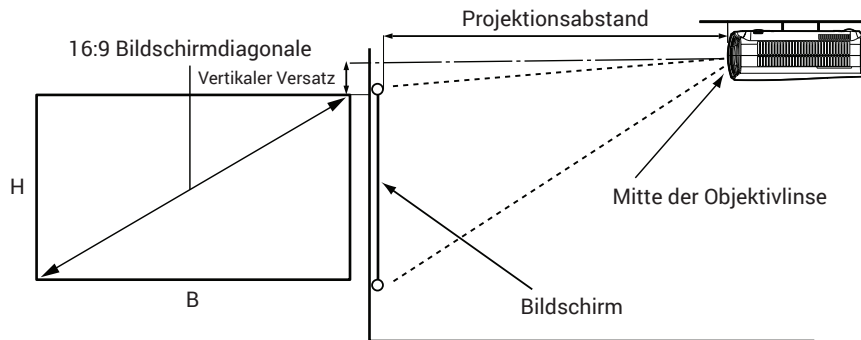 Projektionsabstand
16:9 Bildschirmdiagonale
Vertikaler Versatz
H
Mitte der Objektivlinse
B
Bildschirm